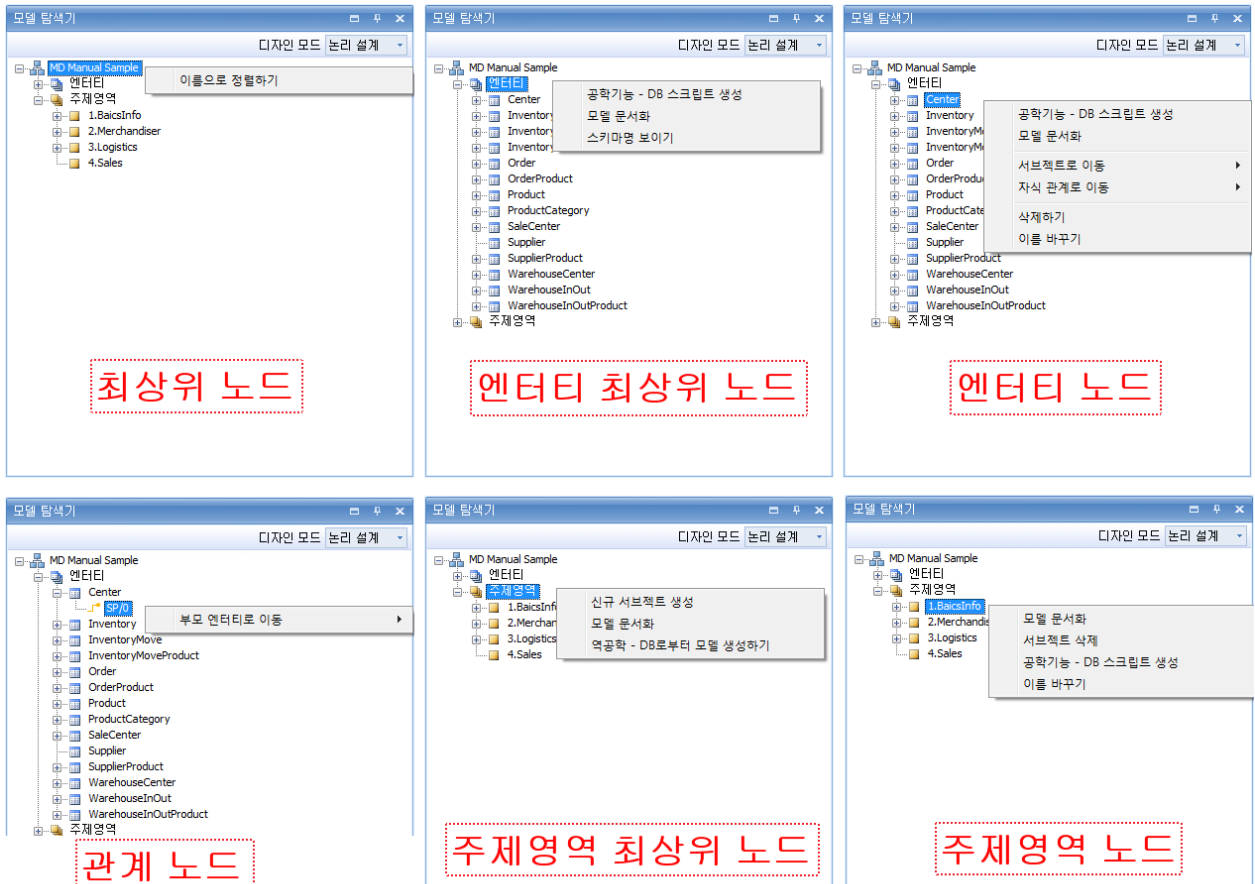 모델 탐색기
디자인 모드 논리 설계
MD Manual Sample
이름으로 정렬하기
엔터티
주제영역
1.BaicsInfo
2.Merchandiser
3.Logistics
4.Sales
최상위 노드
모델 탐색기
디자인 모드 논리 설계
MD Manual Sample
엔터티
공학기능 - DB 스크립트 생성
모델 문서화
스키마명 보이기
Center
Inventory
Inventory
Inventory
Order
OrderProduct
Product
ProductCategory
SaleCenter
Supplier
SupplierProduct
WarehouseCenter
WarehouseInOut
WarehouseInOutProduct
주제영역
엔터티 최상위 노드
모델 탐색기
디자인 모드 논리 설계
MD Manual Sample
엔터티
Center
공학기능 - DB 스크립트 생성
모델 문서화
서브젝트로 이동
자식 관계로 이동
삭제하기
이름 바꾸기
Inventory
InventoryM
InventoryM
Order
OrderProdu
Product
ProductCate
SaleCenter
Supplier
SupplierProduct
WarehouseCenter
WarehouseInOut
WarehouseInOutProduct
주제영역
엔터티 노드
모델 탐색기
디자인 모드 논리 설계
MD Manual Sample
엔터티
Center
SP/0
부모 엔터티로 이동
Inventory
InventoryMove
InventoryMoveProduct
Order
OrderProduct
Product
ProductCategory
SaleCenter
Supplier
SupplierProduct
WarehouseCenter
WarehouseInOut
WarehouseInOutProduct
주제영역
관계 노드
모델 탐색기
디자인 모드 논리 설계
MD Manual Sample
엔터티
주제영역
신규 서브젝트 생성
모델 문서화
역공학 - DB로부터 모델 생성하기
1.BaicsInf
2.Merchan
3.Logistics
4.Sales
주제영역 최상위 노드
모델 탐색기
디자인 모드 논리 설계
MD Manual Sample
엔터티
주제영역
1.BaicsInfo
모델 문서화
서브젝트 삭제
공학기능 - DB 스크립트 생성
이름 바꾸기
2.Merchandis
3.Logistics
4.Sales
주제영역 노드